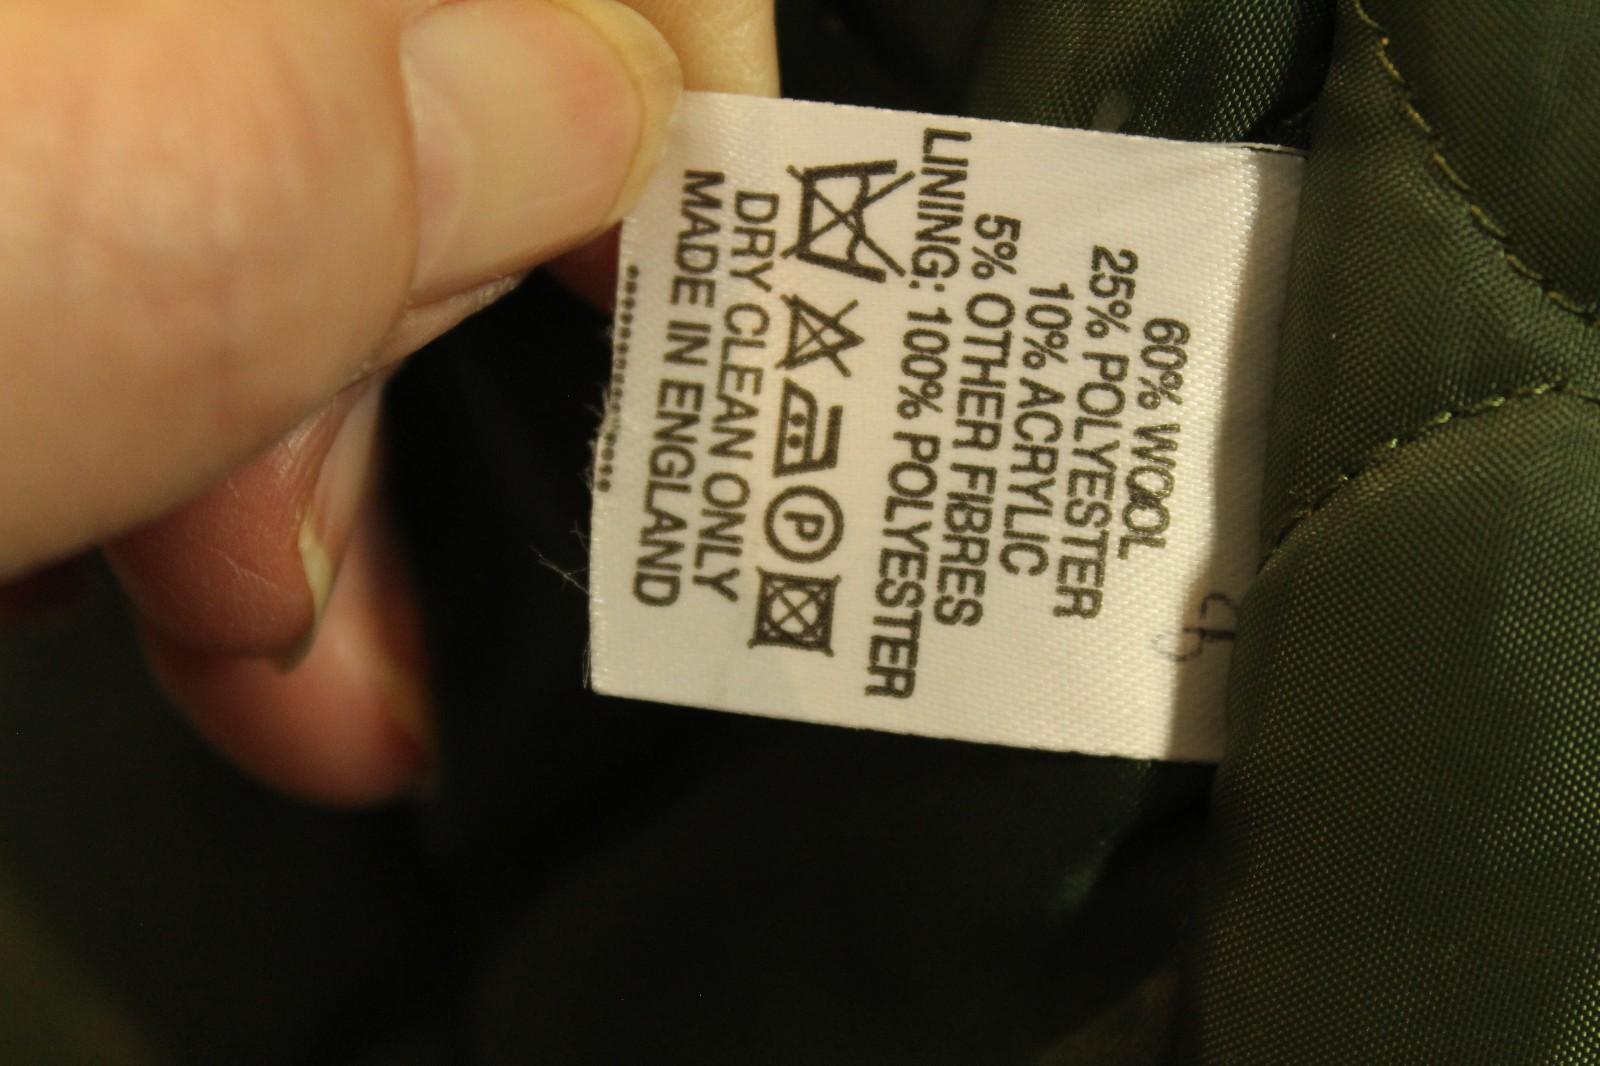 60% WOOL
25% POLYESTER
10% ACRYLIC
5% OTHER FIBRES
LINING: 100% POLYESTER
P
DRY CLEAN ONLY
MADE IN ENGLAND